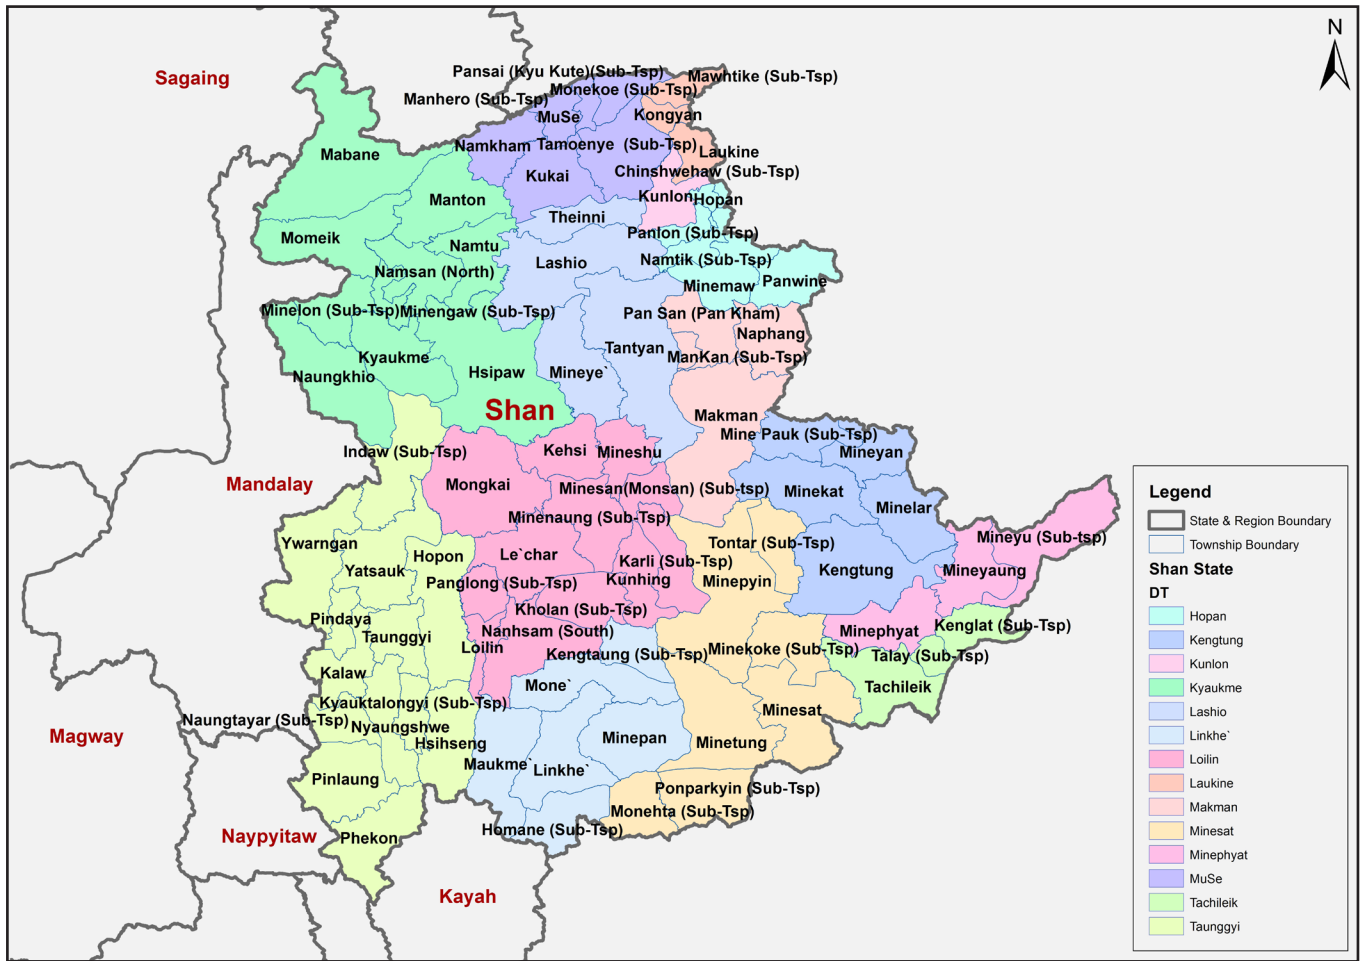 N
Sagaing
Pansai (Kyu Kute)(Sub-Tsp)
Mawhtike (Sub-Tsp)
Monekoe (Sub-Tsp)
Manhero (Sub-Tsp)
MuSe
Kongyan
Namkham
Tamoenye (Sub-Tsp)
Laukine
Mabane
Kukai
Chinshwehaw (Sub-Tsp)
Manton
Kunlon
Hopan
Theinni
Momeik
Namtu
Panlon (Sub-Tsp)
Lashio
Namtik (Sub-Tsp)
Namsan (North)
Minemaw
Panwine
Minelon (Sub-Tsp)
Minengaw (Sub-Tsp)
Pan San (Pan Kham)
Naphang
Tantyan
Kyaukme
ManKan (Sub-Tsp)
Naungkhio
Hsipaw
Mineye`
Shan
Makman
Mine Pauk (Sub-Tsp)
Indaw (Sub-Tsp)
Kehsi
Mineshu
Mineyan
Mandalay
Mongkai
Minesan(Monsan) (Sub-tsp)
Minekat
Minelar
Minenaung (Sub-Tsp)
Ywarngan
Hopon
Le`char
Tontar (Sub-Tsp)
Mineyu (Sub-tsp)
Yatsauk
Karli (Sub-Tsp)
Kengtung
Mineyaung
Panglong (Sub-Tsp)
Kunhing
Minepyin
Pindaya
Kholan (Sub-Tsp)
Taunggyi
Nanhsam (South)
Minephyat
Kenglat (Sub-Tsp)
Loilin
Kengtaung (Sub-Tsp)
Minekoke (Sub-Tsp)
Talay (Sub-Tsp)
Kalaw
Mone`
Tachileik
Kyauktalongyi (Sub-Tsp)
Minesat
Naungtayar (Sub-Tsp)
Nyaungshwe
Magway
Hsihseng
Minepan
Minetung
Maukme`
Linkhe`
Pinlaung
Ponparkyin (Sub-Tsp)
Monehta (Sub-Tsp)
Naypyitaw
Phekon
Homane (Sub-Tsp)
Kayah
Legend
State & Region Boundary
Township Boundary
Shan State
DT
Hopan
Kengtung
Kunlon
Kyaukme
Lashio
Linkhe`
Loilin
Laukine
Makman
Minesat
Minephyat
MuSe
Tachileik
Taunggyi